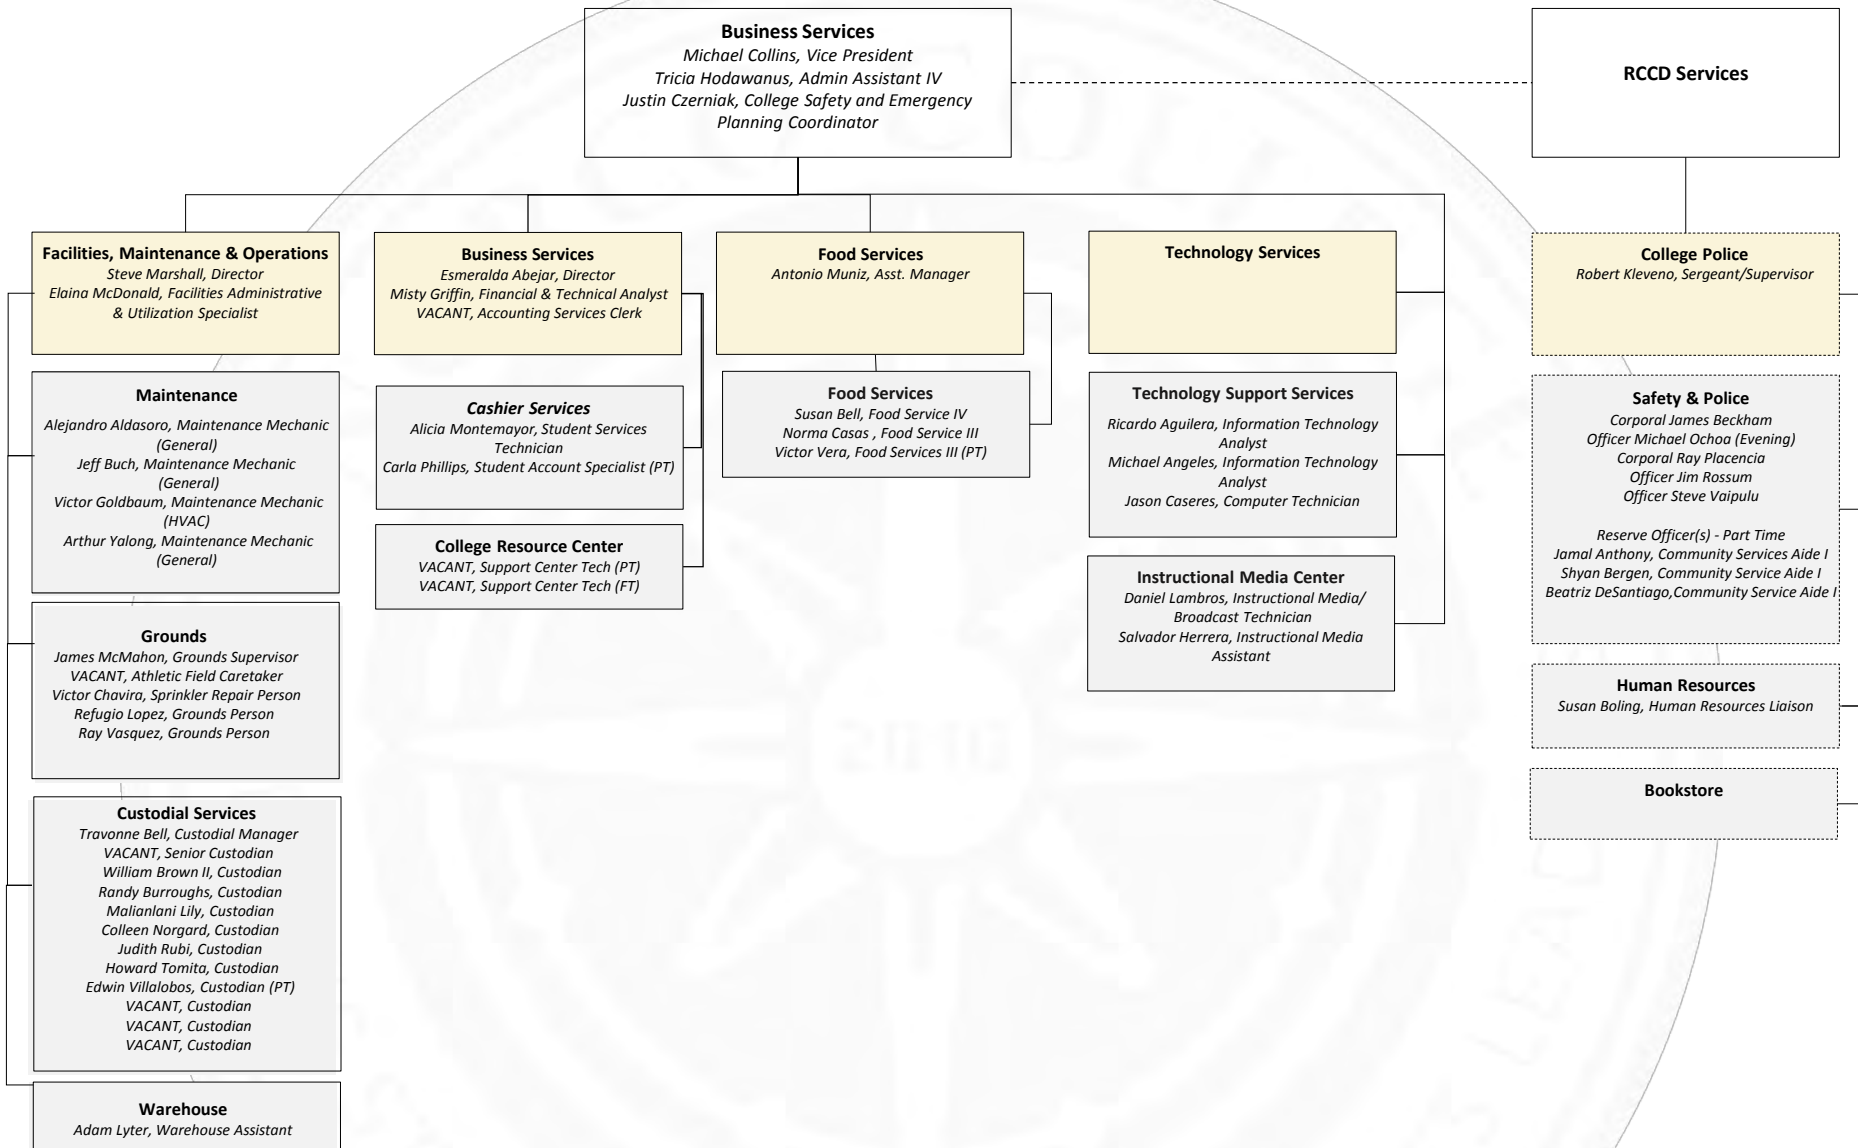 Business Services
Michael Collins, Vice President
Tricia Hodawanus, Admin Assistant IV
Justin Czerniak, College Safety and Emergency
Planning Coordinator
RCCD Services
Facilities, Maintenance & Operations
Steve Marshall, Director
Elaina McDonald, Facilities Administrative
& Utilization Specialist
Maintenance
Alejandro Aldasoro, Maintenance Mechanic
(General)
Jeff Buch, Maintenance Mechanic
(General)
Victor Goldbaum, Maintenance Mechanic
(HVAC)
Arthur Yalong, Maintenance Mechanic
(General)
Grounds
James McMahon, Grounds Supervisor
VACANT, Athletic Field Caretaker
Victor Chavira, Sprinkler Repair Person
Refugio Lopez, Grounds Person
Ray Vasquez, Grounds Person
Custodial Services
Travonne Bell, Custodial Manager
VACANT, Senior Custodian
William Brown II, Custodian
Randy Burroughs, Custodian
Malianlani Lily, Custodian
Colleen Norgard, Custodian
Judith Rubi, Custodian
Howard Tomita, Custodian
Edwin Villalobos, Custodian (PT)
VACANT, Custodian
VACANT, Custodian
VACANT, Custodian
Warehouse
Adam Lyter, Warehouse Assistant
Business Services
Esmeralda Abejar, Director
Misty Griffin, Financial & Technical Analyst
VACANT, Accounting Services Clerk
Cashier Services
Alicia Montemayor, Student Services
Technician
Carla Phillips, Student Account Specialist (PT)
College Resource Center
VACANT, Support Center Tech (PT)
VACANT, Support Center Tech (FT)
Food Services
Antonio Muniz, Asst. Manager
Food Services
Susan Bell, Food Service IV
Norma Casas , Food Service III
Victor Vera, Food Services III (PT)
Technology Services
Technology Support Services
Ricardo Aguilera, Information Technology
Analyst
Michael Angeles, Information Technology
Analyst
Jason Caseres, Computer Technician
Instructional Media Center
Daniel Lambros, Instructional Media/
Broadcast Technician
Salvador Herrera, Instructional Media
Assistant
College Police
Robert Kleveno, Sergeant/Supervisor
Safety & Police
Corporal James Beckham
Officer Michael Ochoa (Evening)
Corporal Ray Placencia
Officer Jim Rossum
Officer Steve Vaipulu
Reserve Officer(s) - Part Time
Jamal Anthony, Community Services Aide I
Shyan Bergen, Community Service Aide I
Beatriz DeSantiago,Community Service Aide I
Human Resources
Susan Boling, Human Resources Liaison
Bookstore
2010